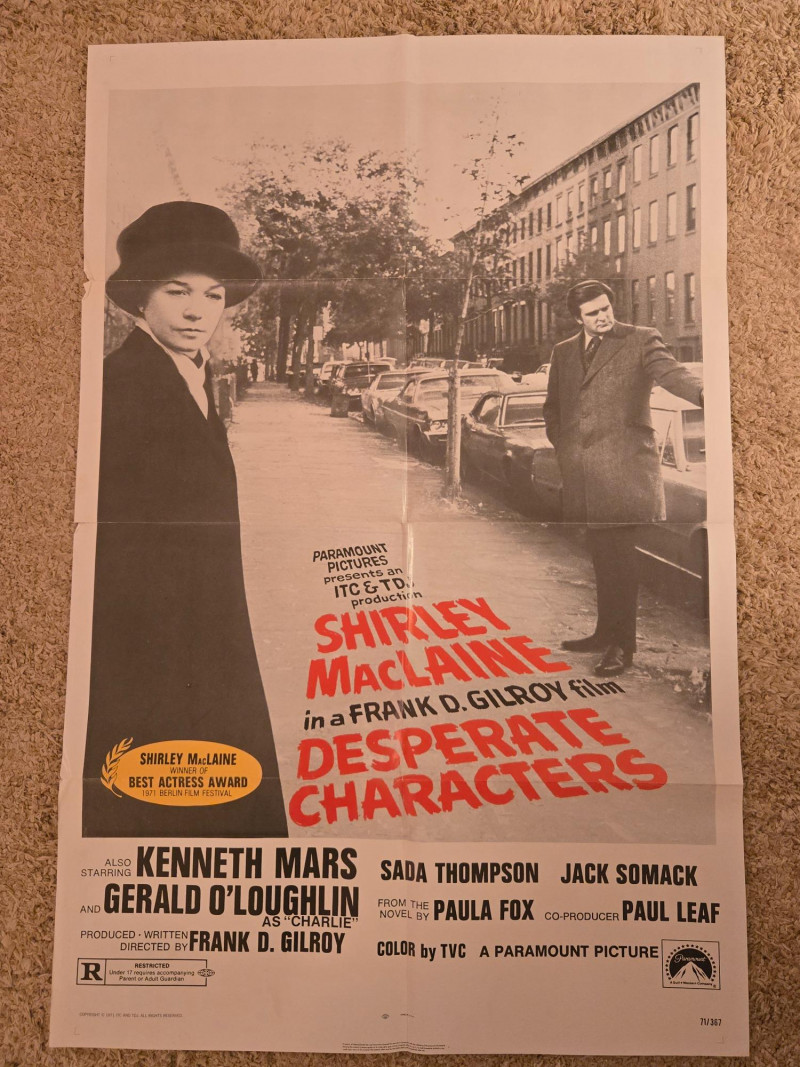 PARAMOUNT
PICTURES
presents an
ITC & TDJ
production
SHIRLEY
MACLAINE
in a FRANK D. GILROY film
DESPERATE
CHARACTERS
SHIRLEY MACLAINE
WINNER OF
BEST ACTRESS AWARD
1971 BERLIN FILM FESTIVAL
ALSO STARRING KENNETH MARS
SADA THOMPSON JACK SOMACK
AND GERALD O'LOUGHLIN
AS "CHARLIE"
FROM THE NOVEL BY PAULA FOX CO-PRODUCER PAUL LEAF
PRODUCED · WRITTEN DIRECTED BY FRANK D. GILROY
COLOR by TVC A PARAMOUNT PICTURE
Paramount
A Gulf+Western Company
R RESTRICTED
Under 17 requires accompanying
Parent or Adult Guardian
71/367